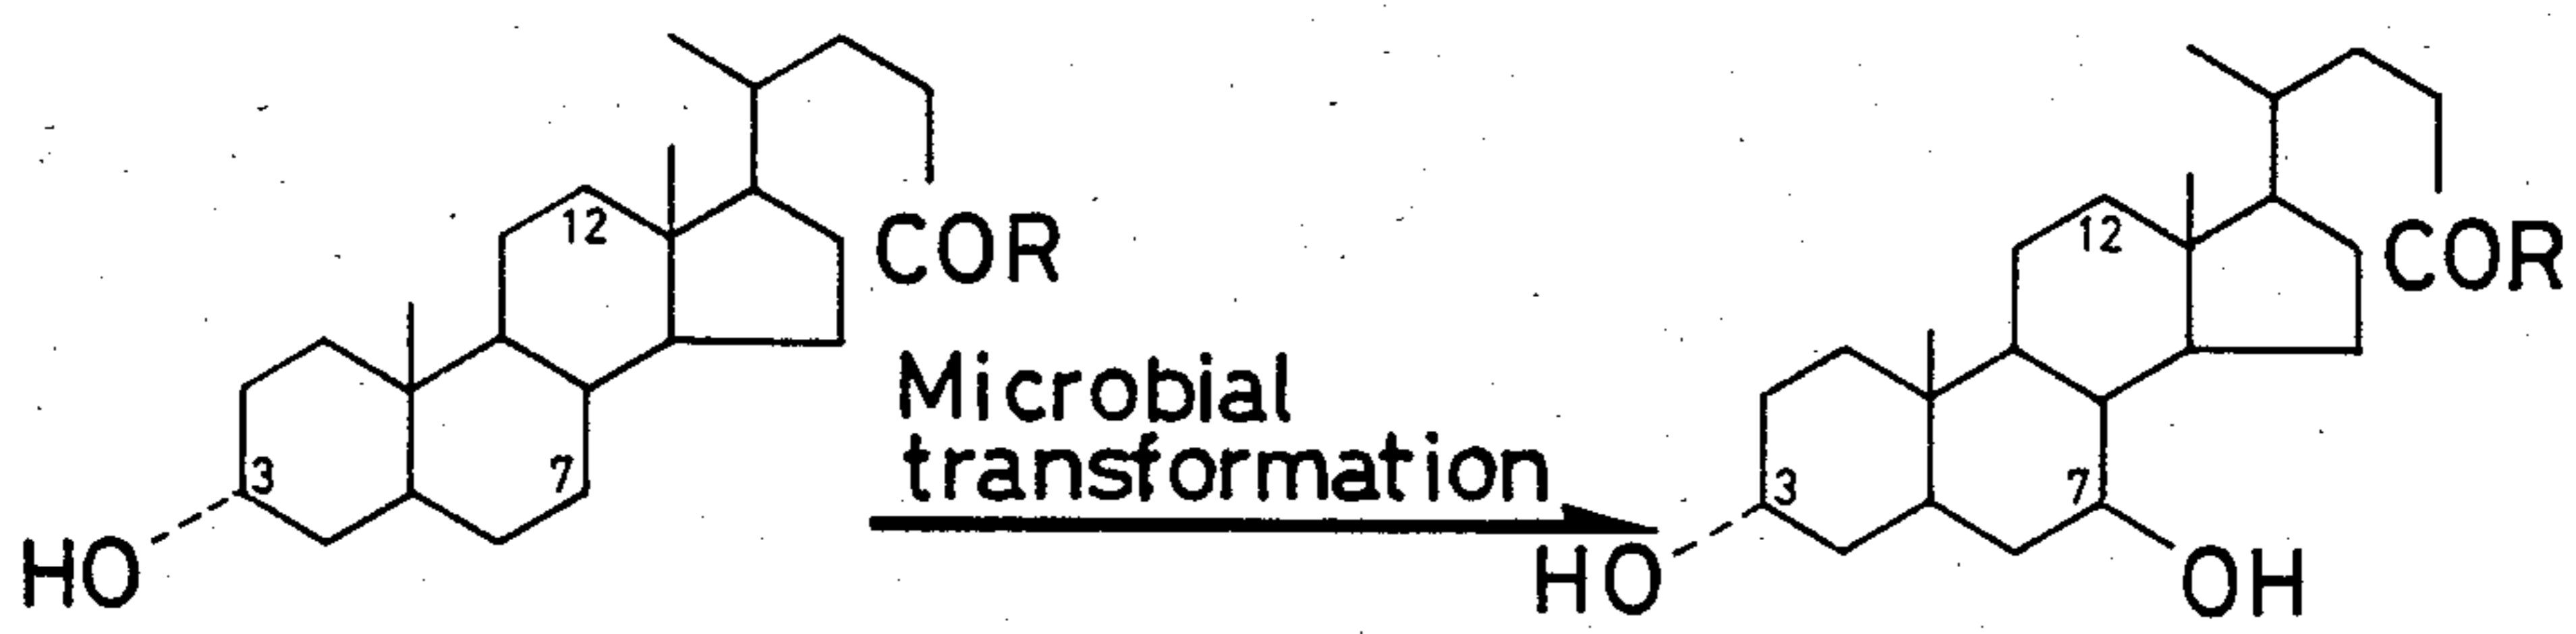 12
COR
3
7
HO
Microbial
transformation
12
COR
3
7
HO
OH